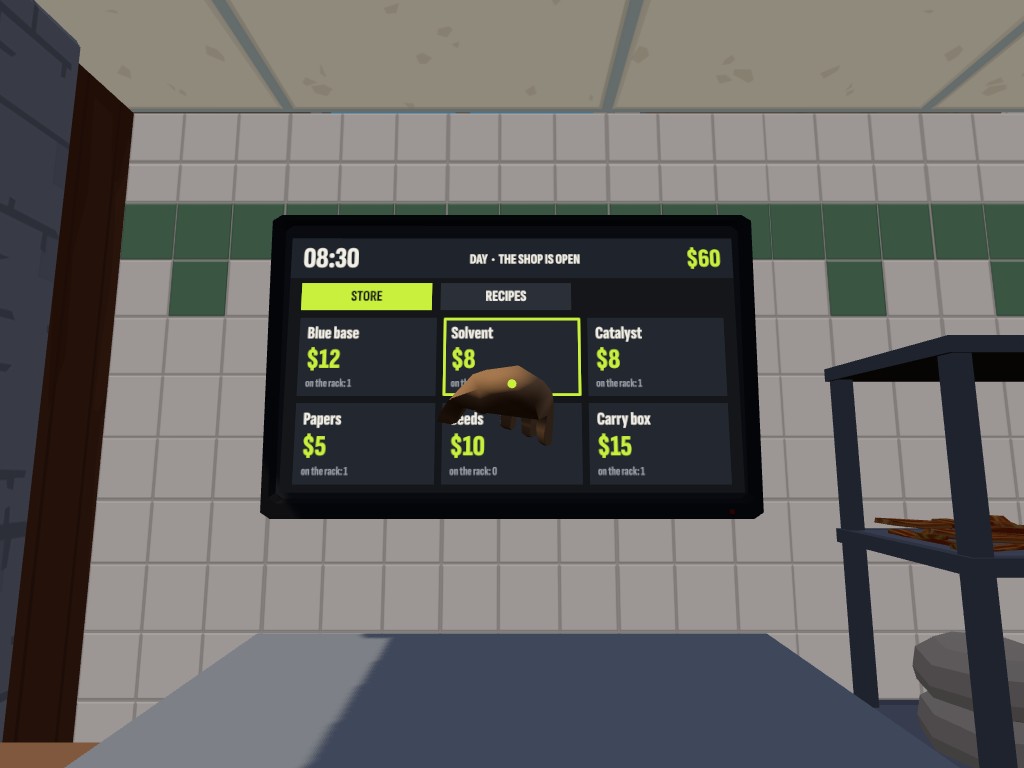 08:30
DAY · THE SHOP IS OPEN
$60
STORE
RECIPES
Blue base
$12
on the rack: 1
Solvent
$8
on
Catalyst
$8
on the rack: 1
Papers
$5
on the rack: 1
eeds
$10
on the rack: 0
Carry box
$15
on the rack: 1